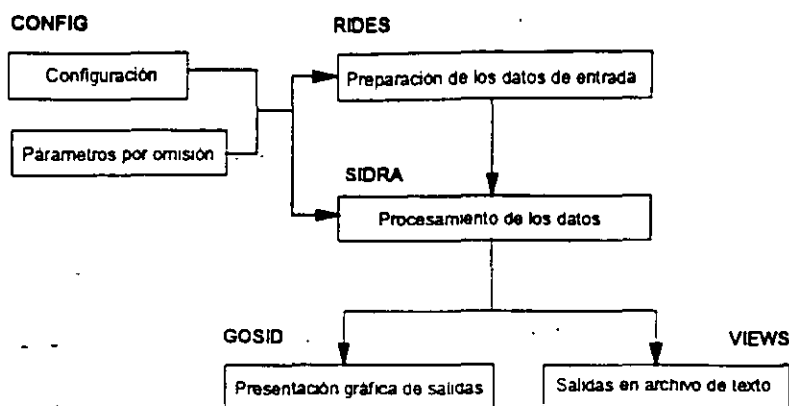 CONFIG
RIDES
Configuración
Preparación de los datos de entrada
Párametros por omisión
SIDRA
Procesamiento de los datos
GOSID
VIEWS
Presentación gráfica de salidas
Salidas en archivo de texto